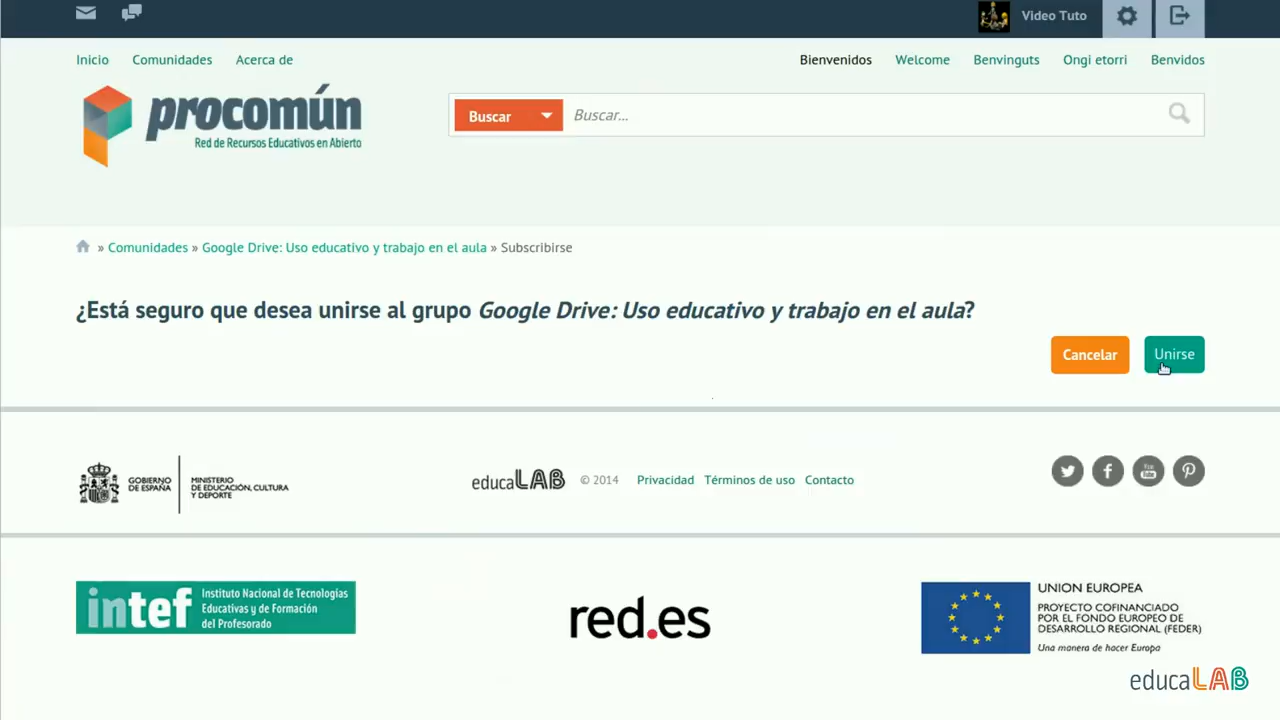 Video Tuto
Inicio Comunidades Acerca de
Bienvenidos Welcome Benvinguts Ongi etorri Benvidos
procomún
Red de Recursos Educativos en Abierto
Buscar Buscar...
» Comunidades » Google Drive: Uso educativo y trabajo en el aula » Subscribirse
¿Está seguro que desea unirse al grupo Google Drive: Uso educativo y trabajo en el aula?
Cancelar Unirse
GOBIERNO
DE ESPAÑA
MINISTERIO
DE EDUCACIÓN, CULTURA
Y DEPORTE
educaLAB © 2014 Privacidad Términos de uso Contacto
You
Tube
intef
Instituto Nacional de Tecnologías
Educativas y de Formación
del Profesorado
red.es
UNION EUROPEA
PROYECTO COFINANCIADO
POR EL FONDO EUROPEO DE
DESARROLLO REGIONAL (FEDER)
Una manera de hacer Europa
educaLAB